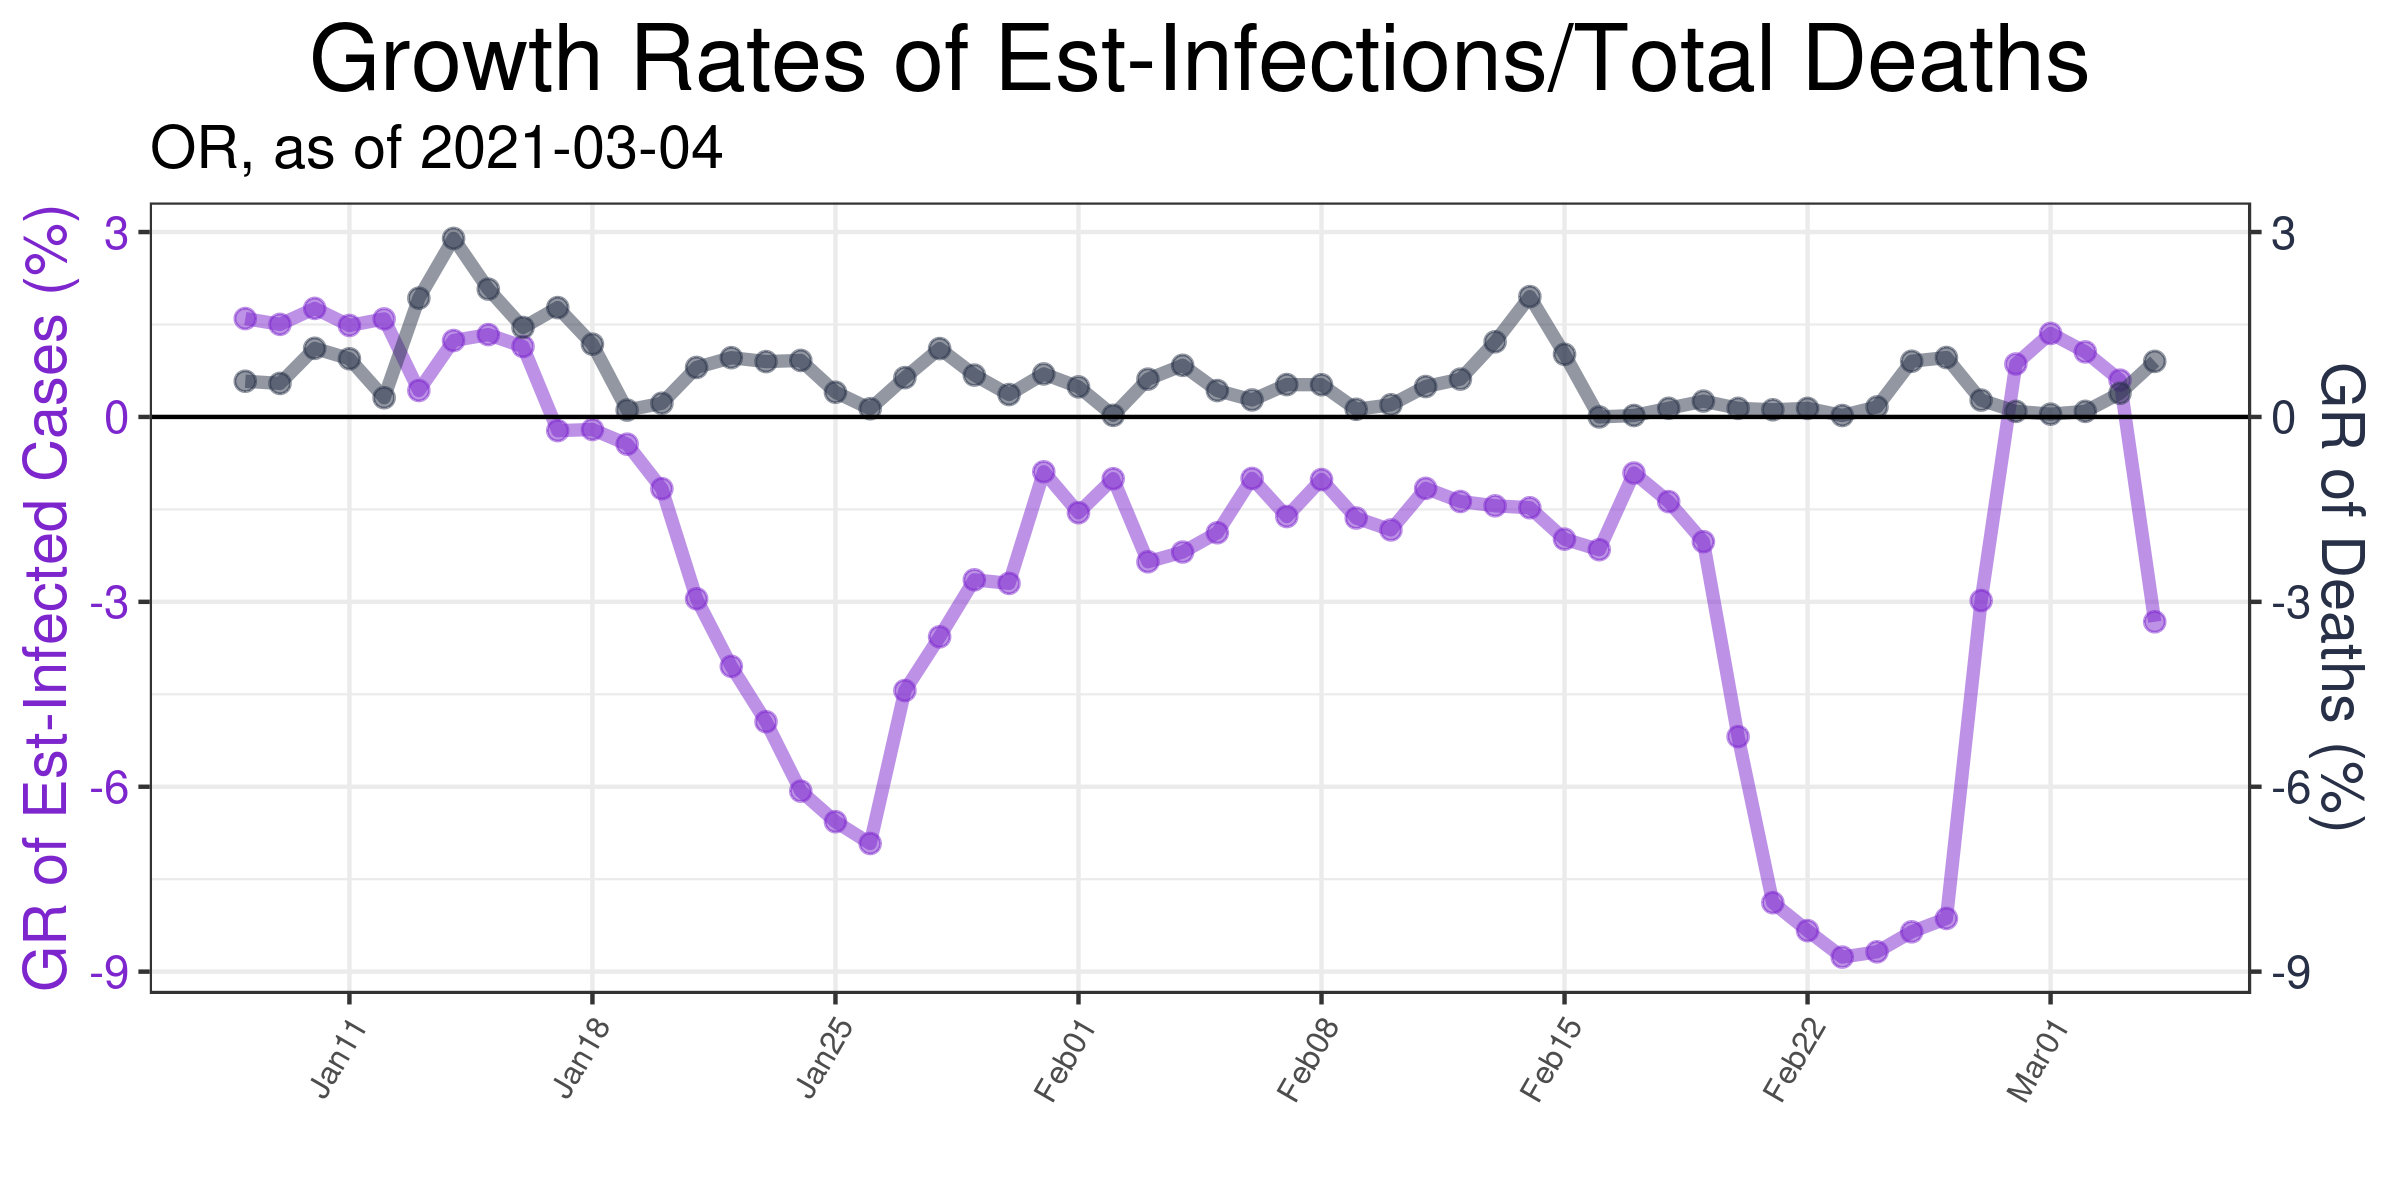 Growth Rates of Est-Infections/Total Deaths
OR, as of 2021-03-04
GR of Est-Infected Cases (%)
3
0
-3
-6
-9
3
0
-3
-6
-9
GR of Deaths (%)
Jan11
Jan18
Jan25
Feb01
Feb08
Feb15
Feb22
Mar01